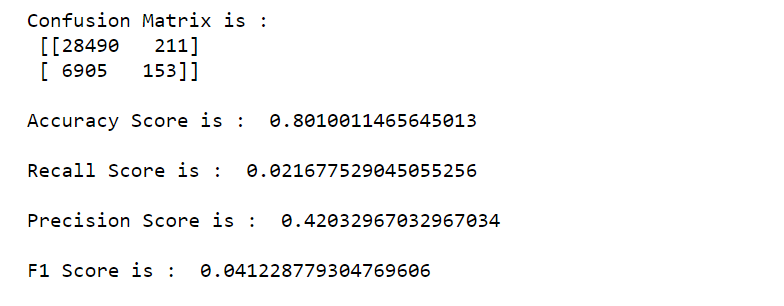 Confusion Matrix is :
[[28490 211]
[ 6905 153]]
Accuracy Score is : 0.8010011465645013
Recall Score is : 0.021677529045055256
Precision Score is : 0.42032967032967034
F1 Score is : 0.041228779304769606